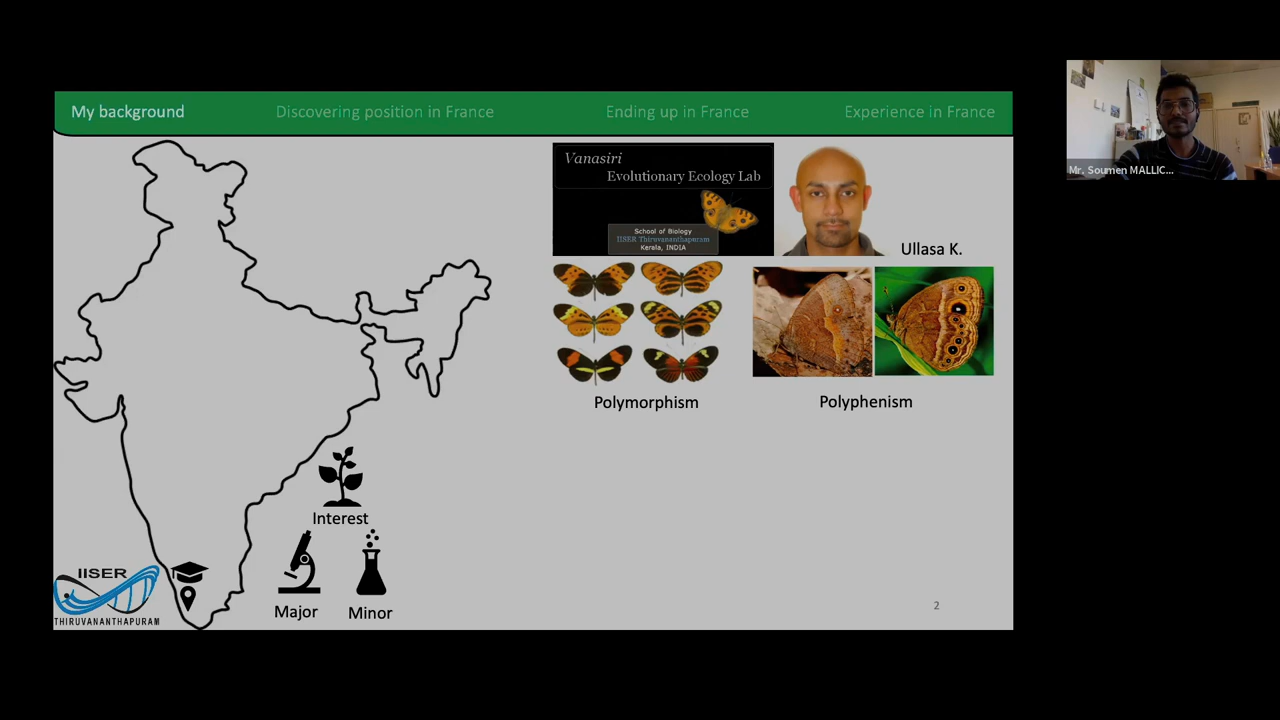 My background
Discovering position in France
Ending up in France
Experience in France
Vanasiri
Evolutionary Ecology Lab
School of Biology
IISER Thiruvananthapuram
Kerala, INDIA
Ullasa K.
Mr. Soumen MALLIC...
Polymorphism
Polyphenism
Interest
Major
Minor
IISER
THIRUVANANTHAPURAM
2